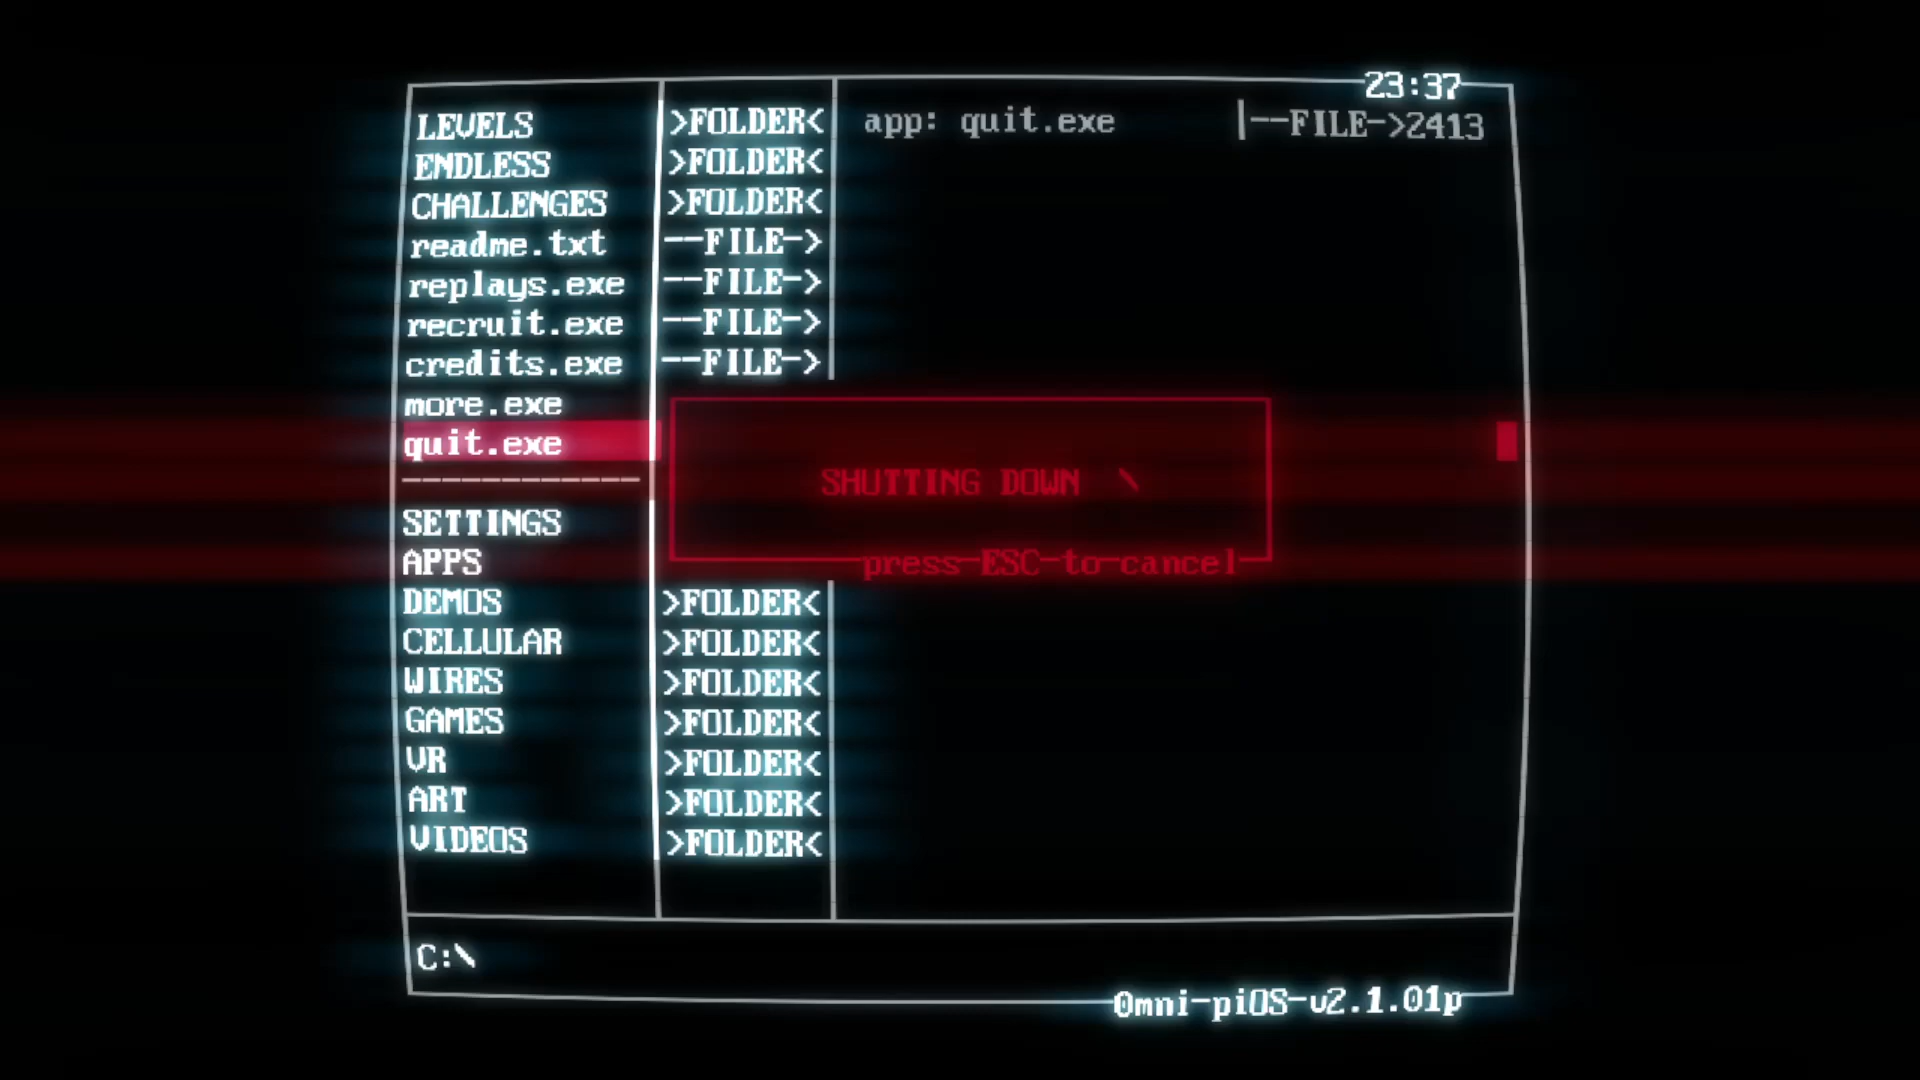 23:37
LEVELS >FOLDER< app: quit.exe |--FILE->2413
ENDLESS >FOLDER<
CHALLENGES >FOLDER<
readme.txt --FILE->
replays.exe --FILE->
recruit.exe --FILE->
credits.exe --FILE->
more.exe
quit.exe
------------ SHUTTING DOWN \
SETTINGS
APPS press ESC to cancel
DEMOS >FOLDER<
CELLULAR >FOLDER<
WIRES >FOLDER<
GAMES >FOLDER<
VR >FOLDER<
ART >FOLDER<
VIDEOS >FOLDER<
C:\
0mni-piOS-v2.1.01p